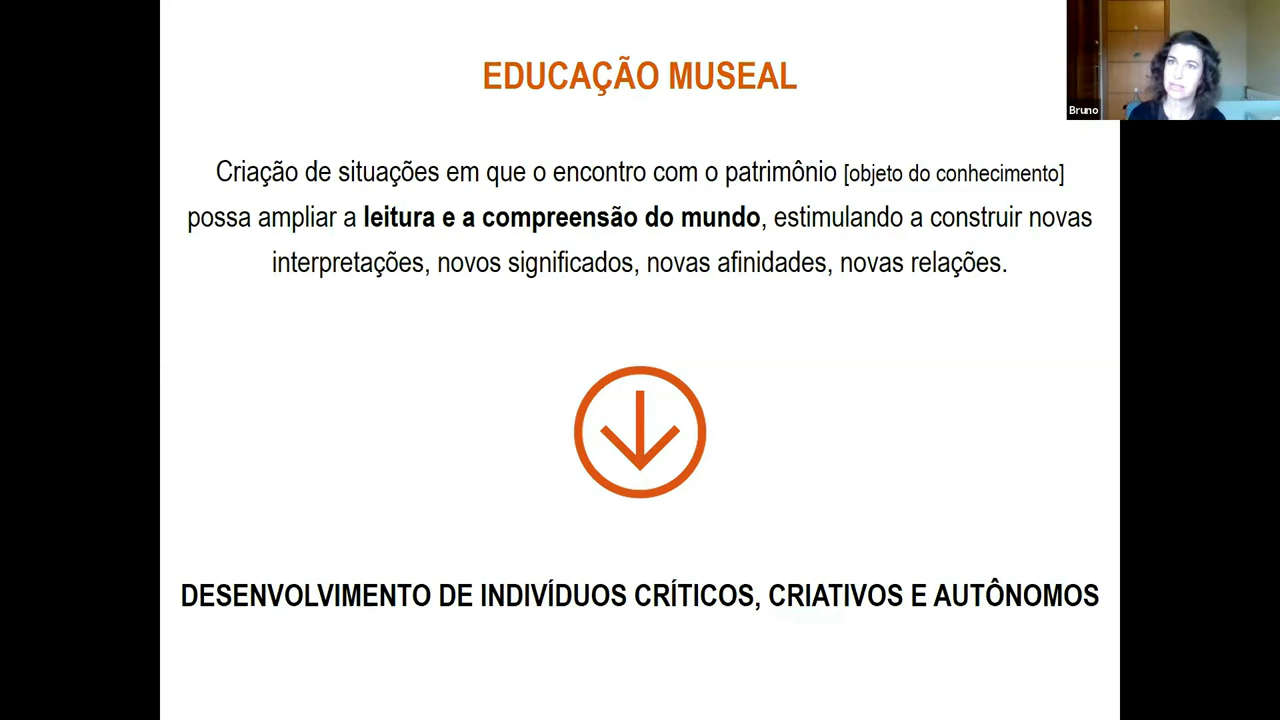 EDUCAÇÃO MUSEAL
Bruno
Criação de situações em que o encontro com o patrimônio [objeto do conhecimento]
possa ampliar a leitura e a compreensão do mundo, estimulando a construir novas
interpretações, novos significados, novas afinidades, novas relações.
DESENVOLVIMENTO DE INDIVÍDUOS CRÍTICOS, CRIATIVOS E AUTÔNOMOS